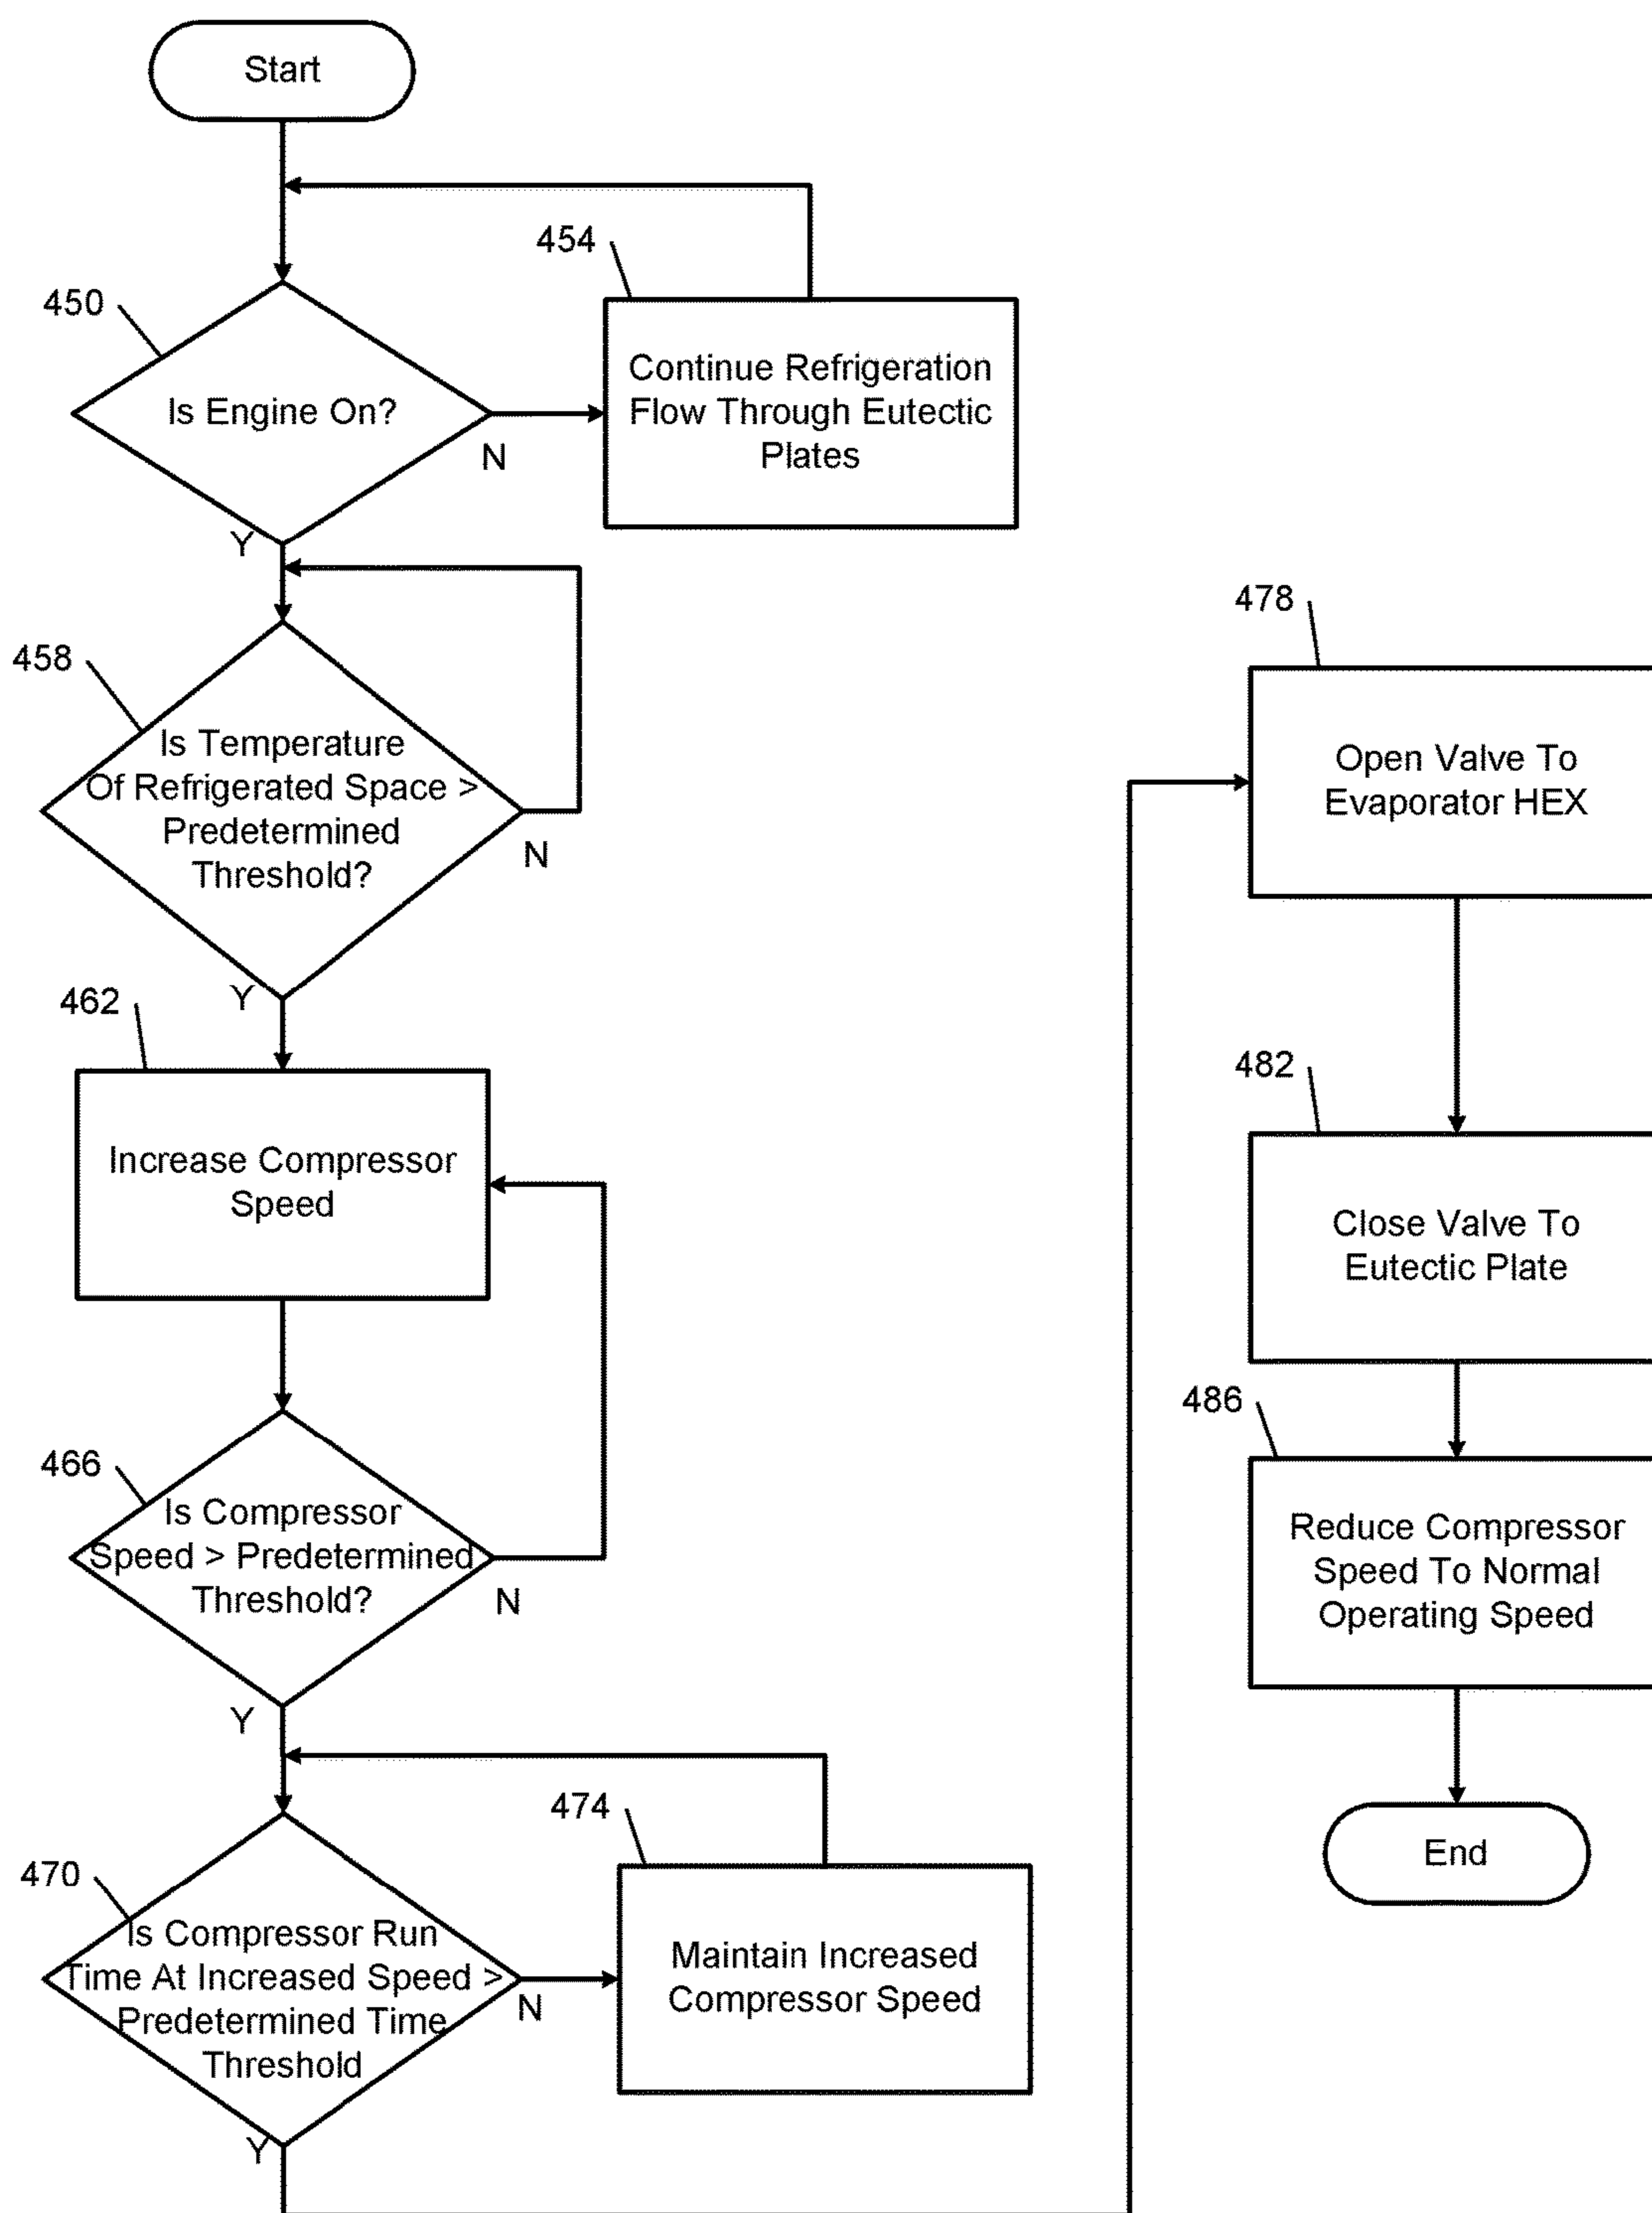 Start
454
450
Is Engine On?
N
Continue Refrigeration
Flow Through Eutectic
Plates
Y
458
Is Temperature
Of Refrigerated Space >
Predetermined
Threshold?
N
Y
462
Increase Compressor
Speed
466
Is Compressor
Speed > Predetermined
Threshold?
N
Y
474
470
Is Compressor Run
Time At Increased Speed >
Predetermined Time
Threshold
N
Maintain Increased
Compressor Speed
Y
478
Open Valve To
Evaporator HEX
482
Close Valve To
Eutectic Plate
486
Reduce Compressor
Speed To Normal
Operating Speed
End